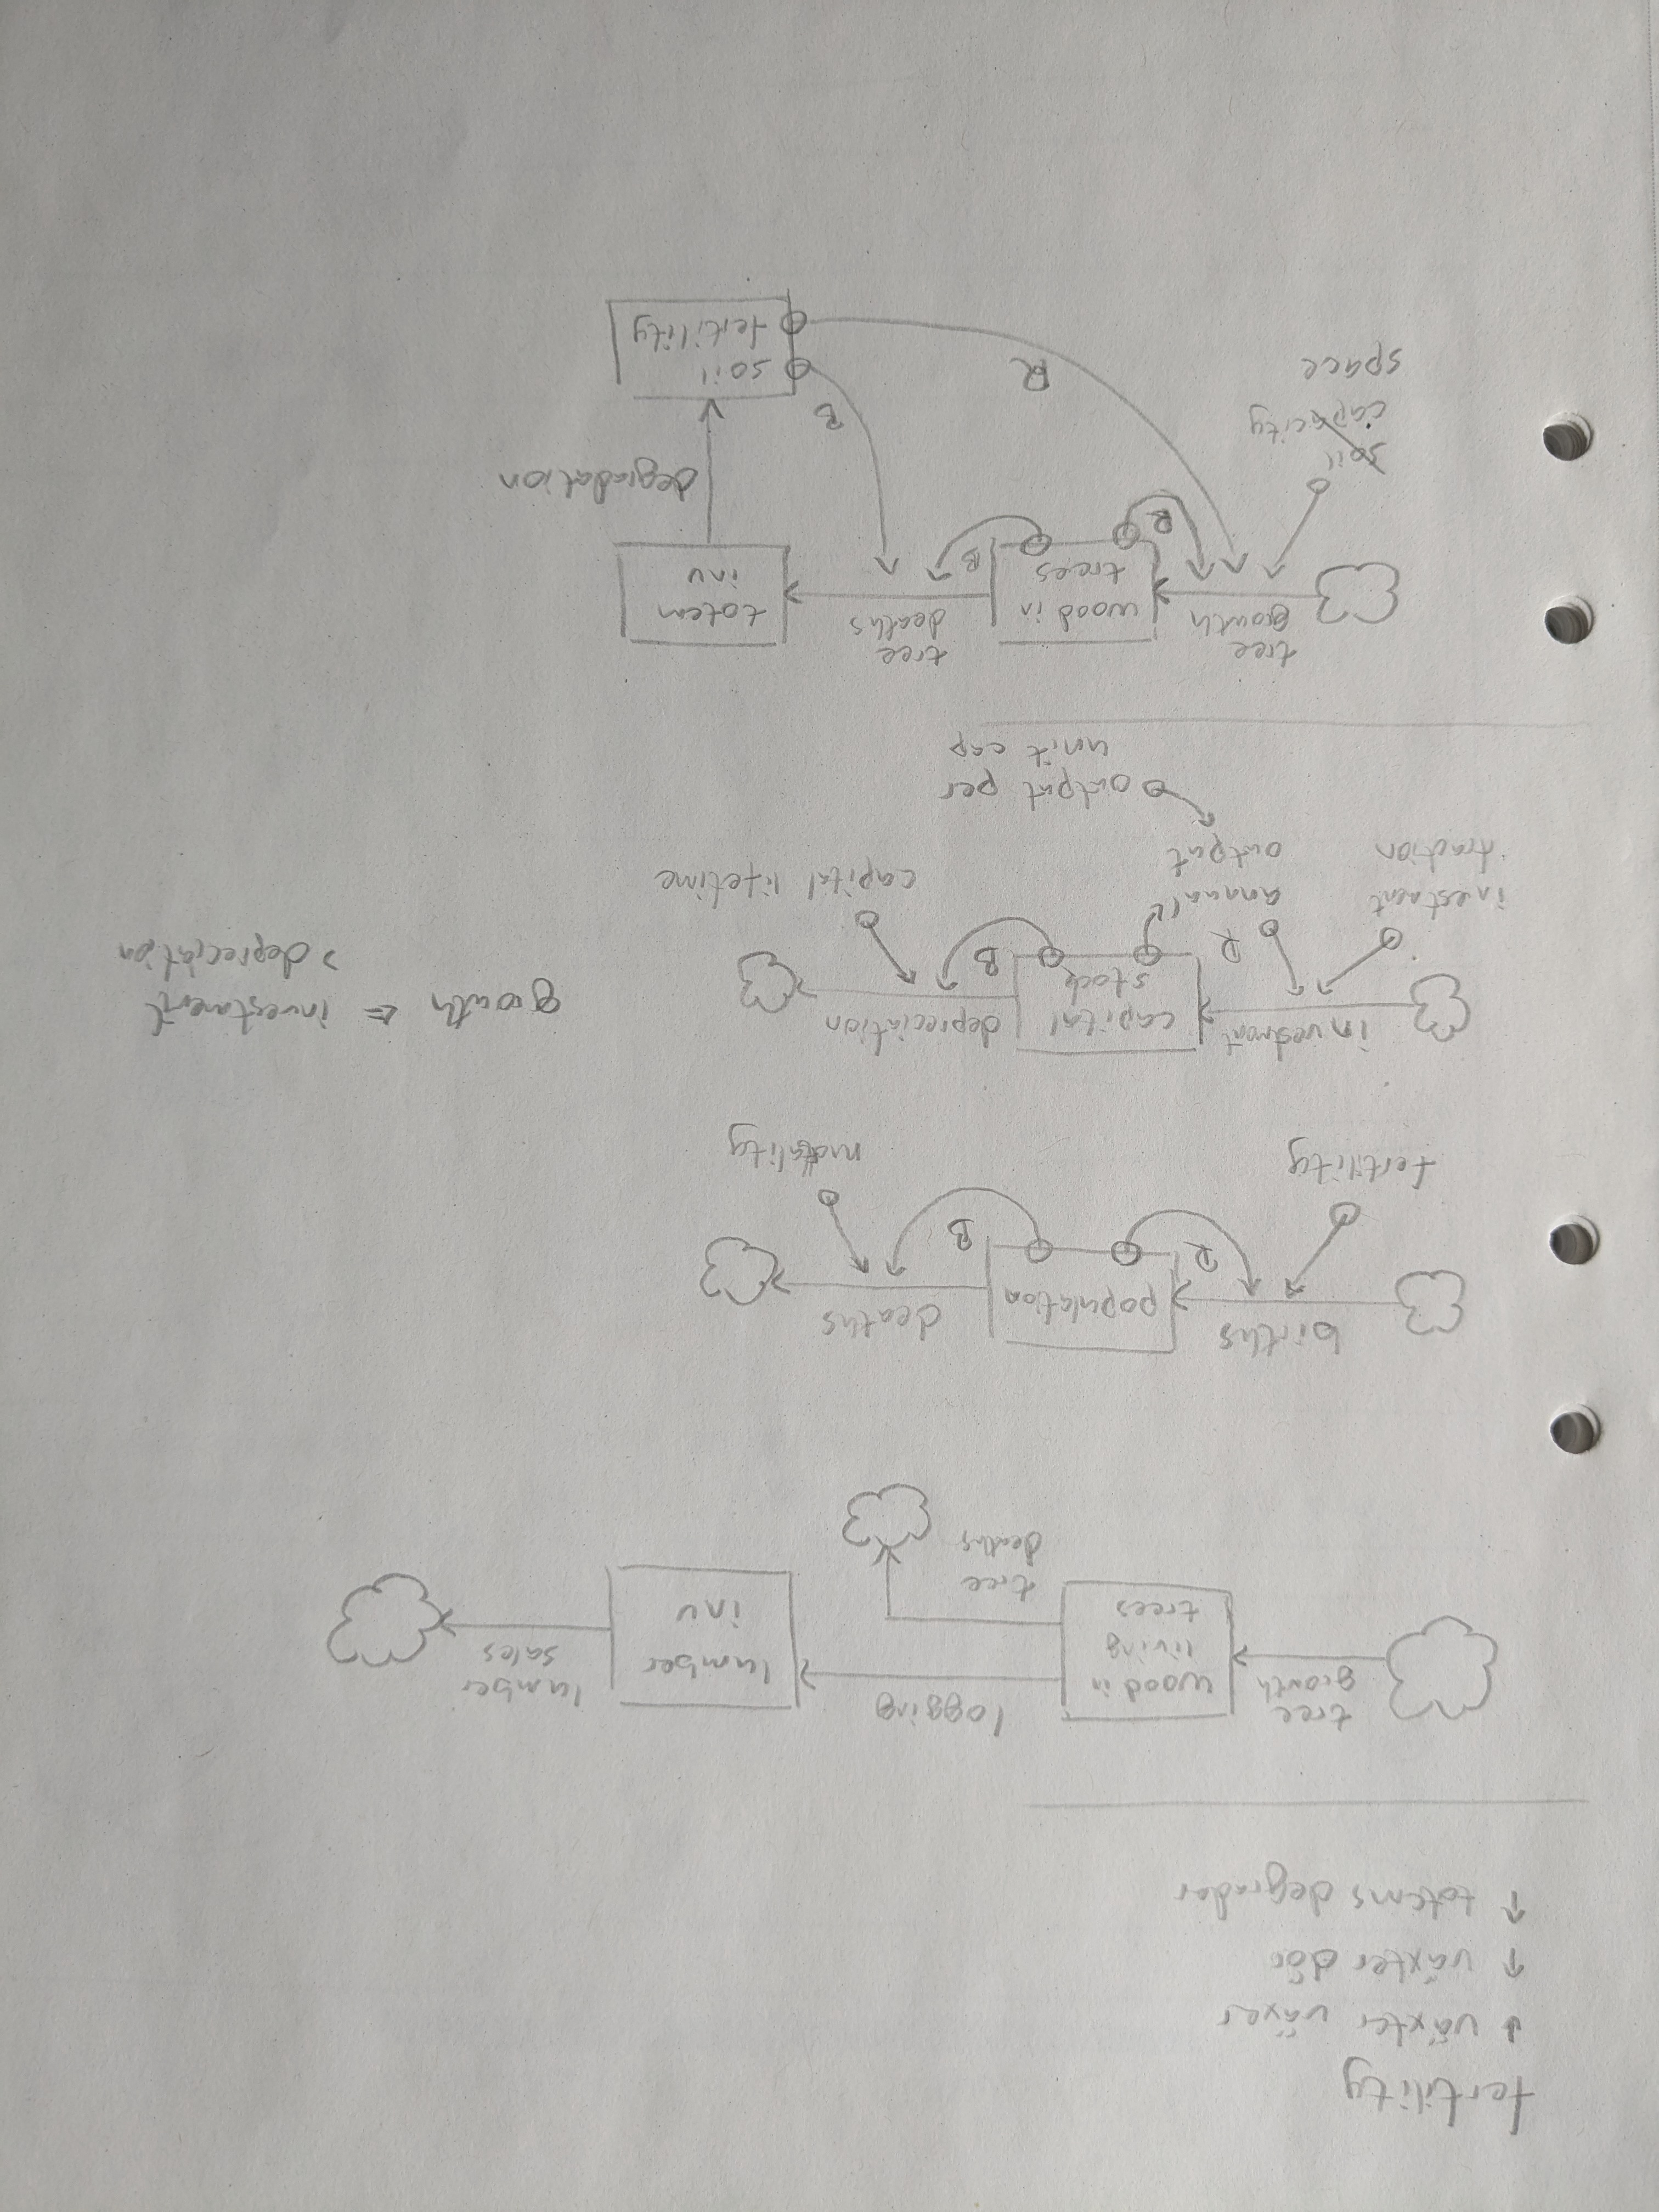 fertility
↓ växter växer
↑ växter dör
↑ totems degradar
tree
growth
wood in
living
trees
logging
tree
deaths
lumber
inv
lumber
sales
births
population
deaths
R
B
fertility
mortality
investment
capital
stock
depreciation
R
B
investment
fraction
annual
output
capital lifetime
output per
unit cap
growth ⇐ investment
> depreciation
tree
growth
wood in
trees
tree
deaths
totem
inv
R
B
degradation
soil
capacity
space
B
R
soil
fertility